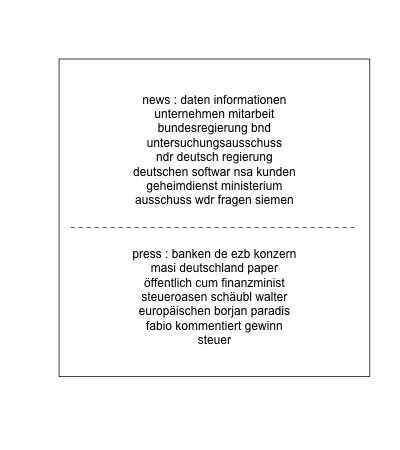 news : daten informationen
unternehmen mitarbeit
bundesregierung bnd
untersuchungsausschuss
ndr deutsch regierung
deutschen softwar nsa kunden
geheimdienst ministerium
ausschuss wdr fragen siemen
press : banken de ezb konzern
masi deutschland paper
öffentlich cum finanzminist
steueroasen schäubl walter
europäischen borjan paradis
fabio kommentiert gewinn
steuer